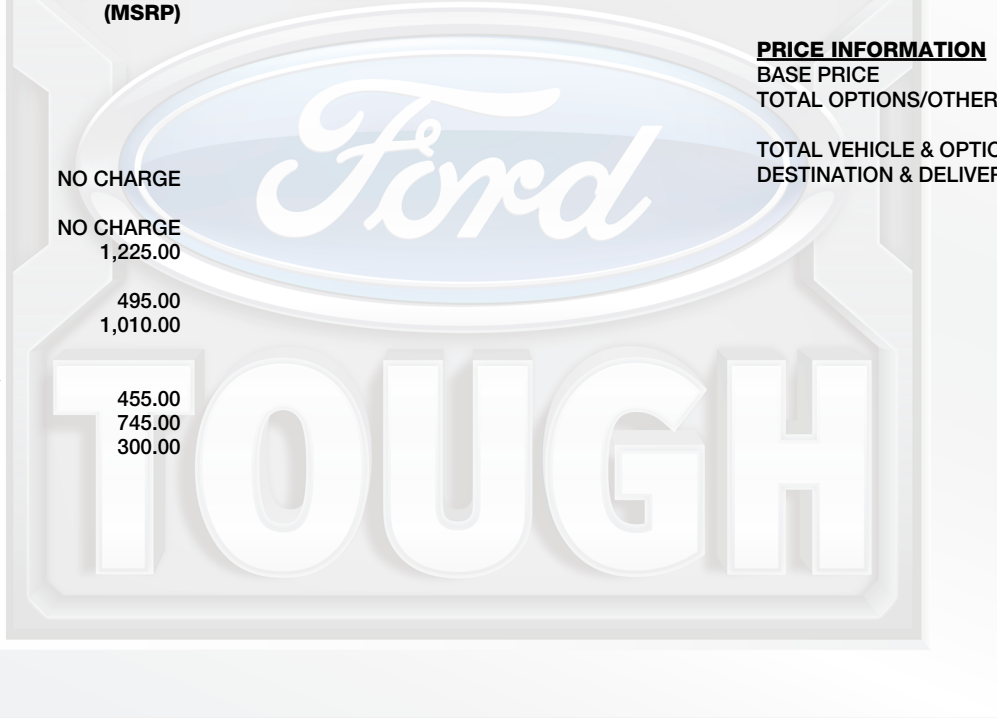 (MSRP)
NO CHARGE
NO CHARGE
1,225.00
495.00
1,010.00
455.00
745.00
300.00
PRICE INFORMATION
BASE PRICE
TOTAL OPTIONS/OTHER
TOTAL VEHICLE & OPTIO
DESTINATION & DELIVER
Ford
TOUGH